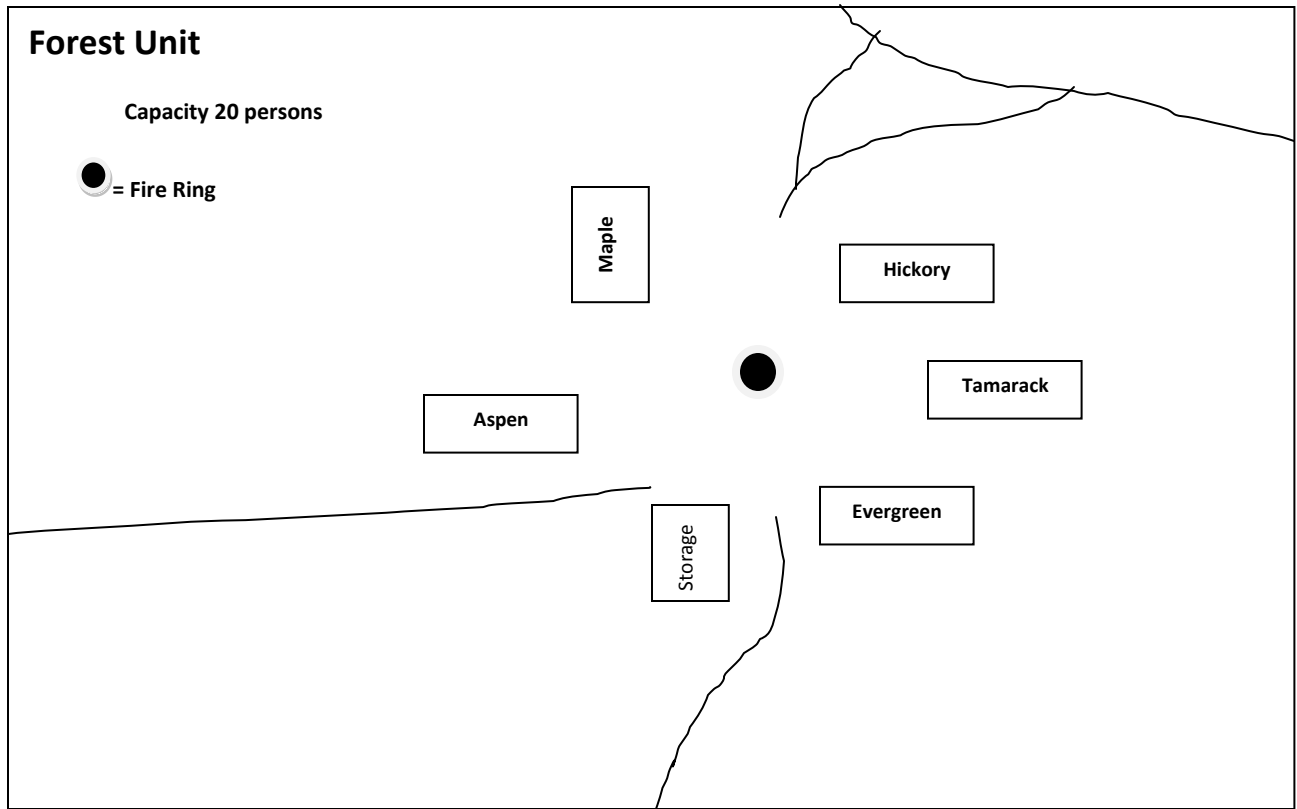 Forest Unit
Capacity 20 persons
= Fire Ring
Maple
Hickory
Tamarack
Aspen
Evergreen
Storage